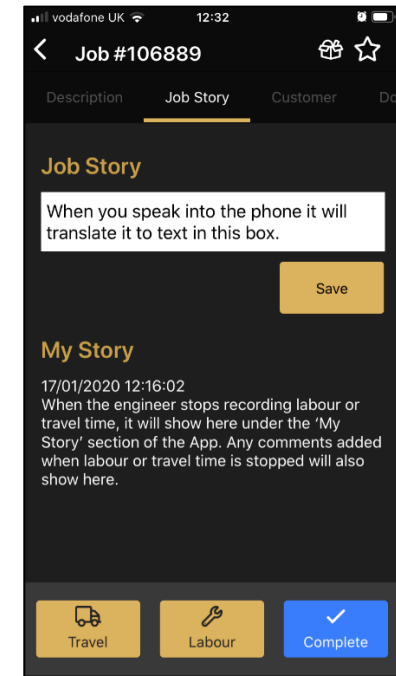 vodafone UK 12:32
Job #106889
Description Job Story Customer Do
Job Story
When you speak into the phone it will
translate it to text in this box.
Save
My Story
17/01/2020 12:16:02
When the engineer stops recording labour or
travel time, it will show here under the ‘My
Story’ section of the App. Any comments added
when labour or travel time is stopped will also
show here.
Travel Labour Complete